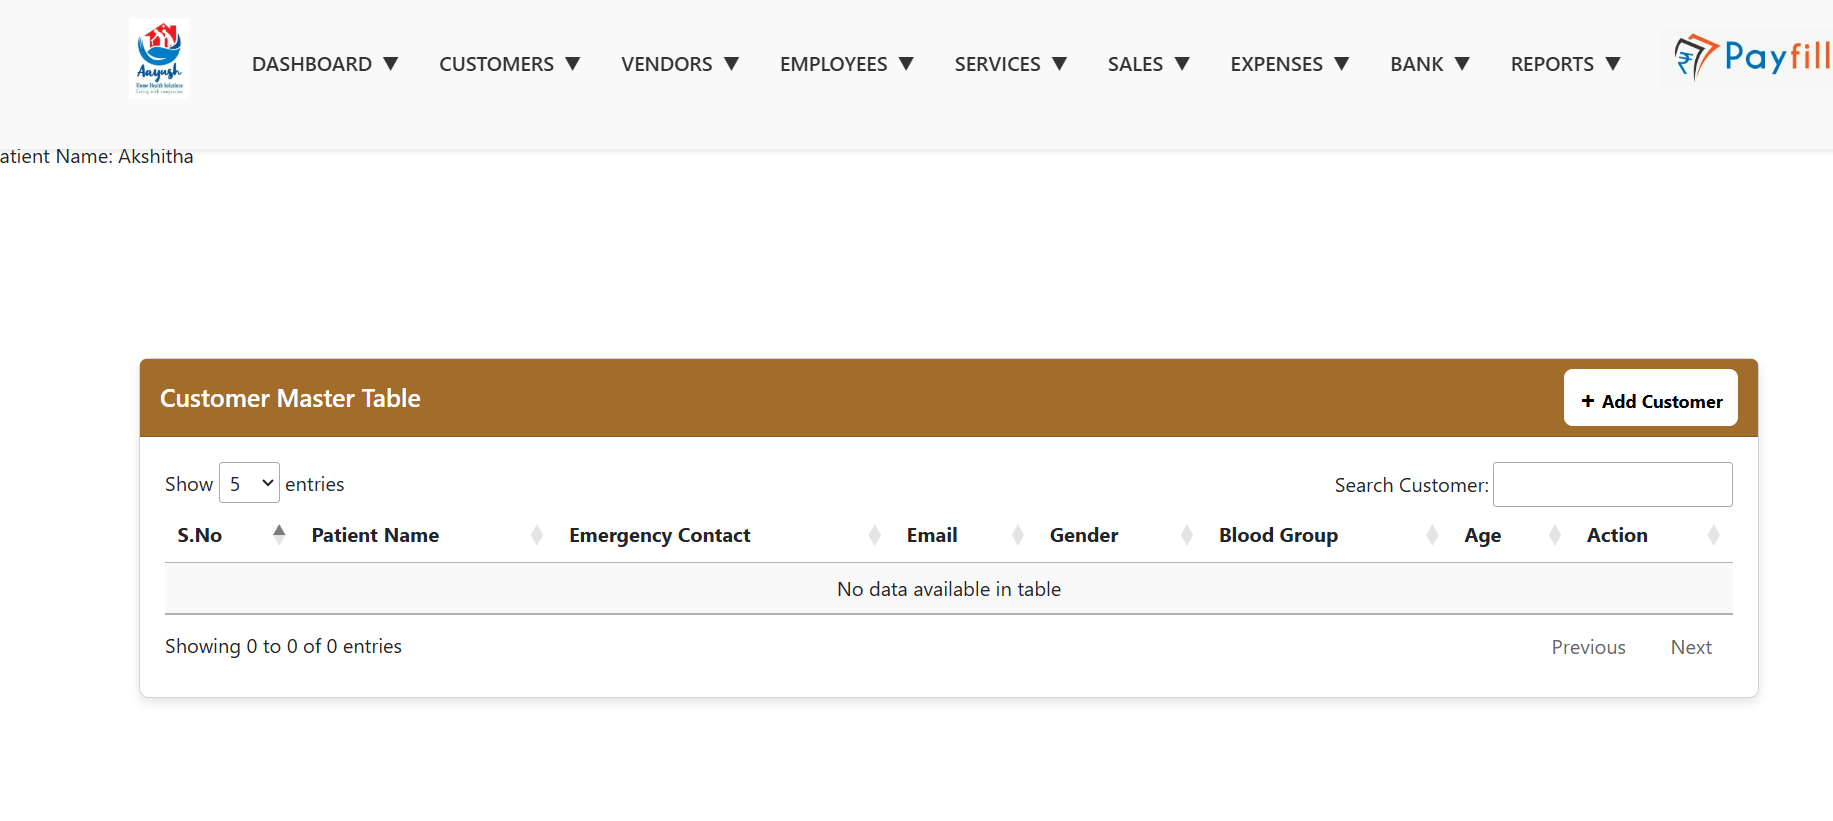 Aayush
Home Health Solutions
DASHBOARD ▼ CUSTOMERS ▼ VENDORS ▼ EMPLOYEES ▼ SERVICES ▼ SALES ▼ EXPENSES ▼ BANK ▼ REPORTS ▼ Payfill
atient Name: Akshitha
Customer Master Table + Add Customer
Show 5 entries Search Customer:
S.No Patient Name Emergency Contact Email Gender Blood Group Age Action
No data available in table
Showing 0 to 0 of 0 entries Previous Next